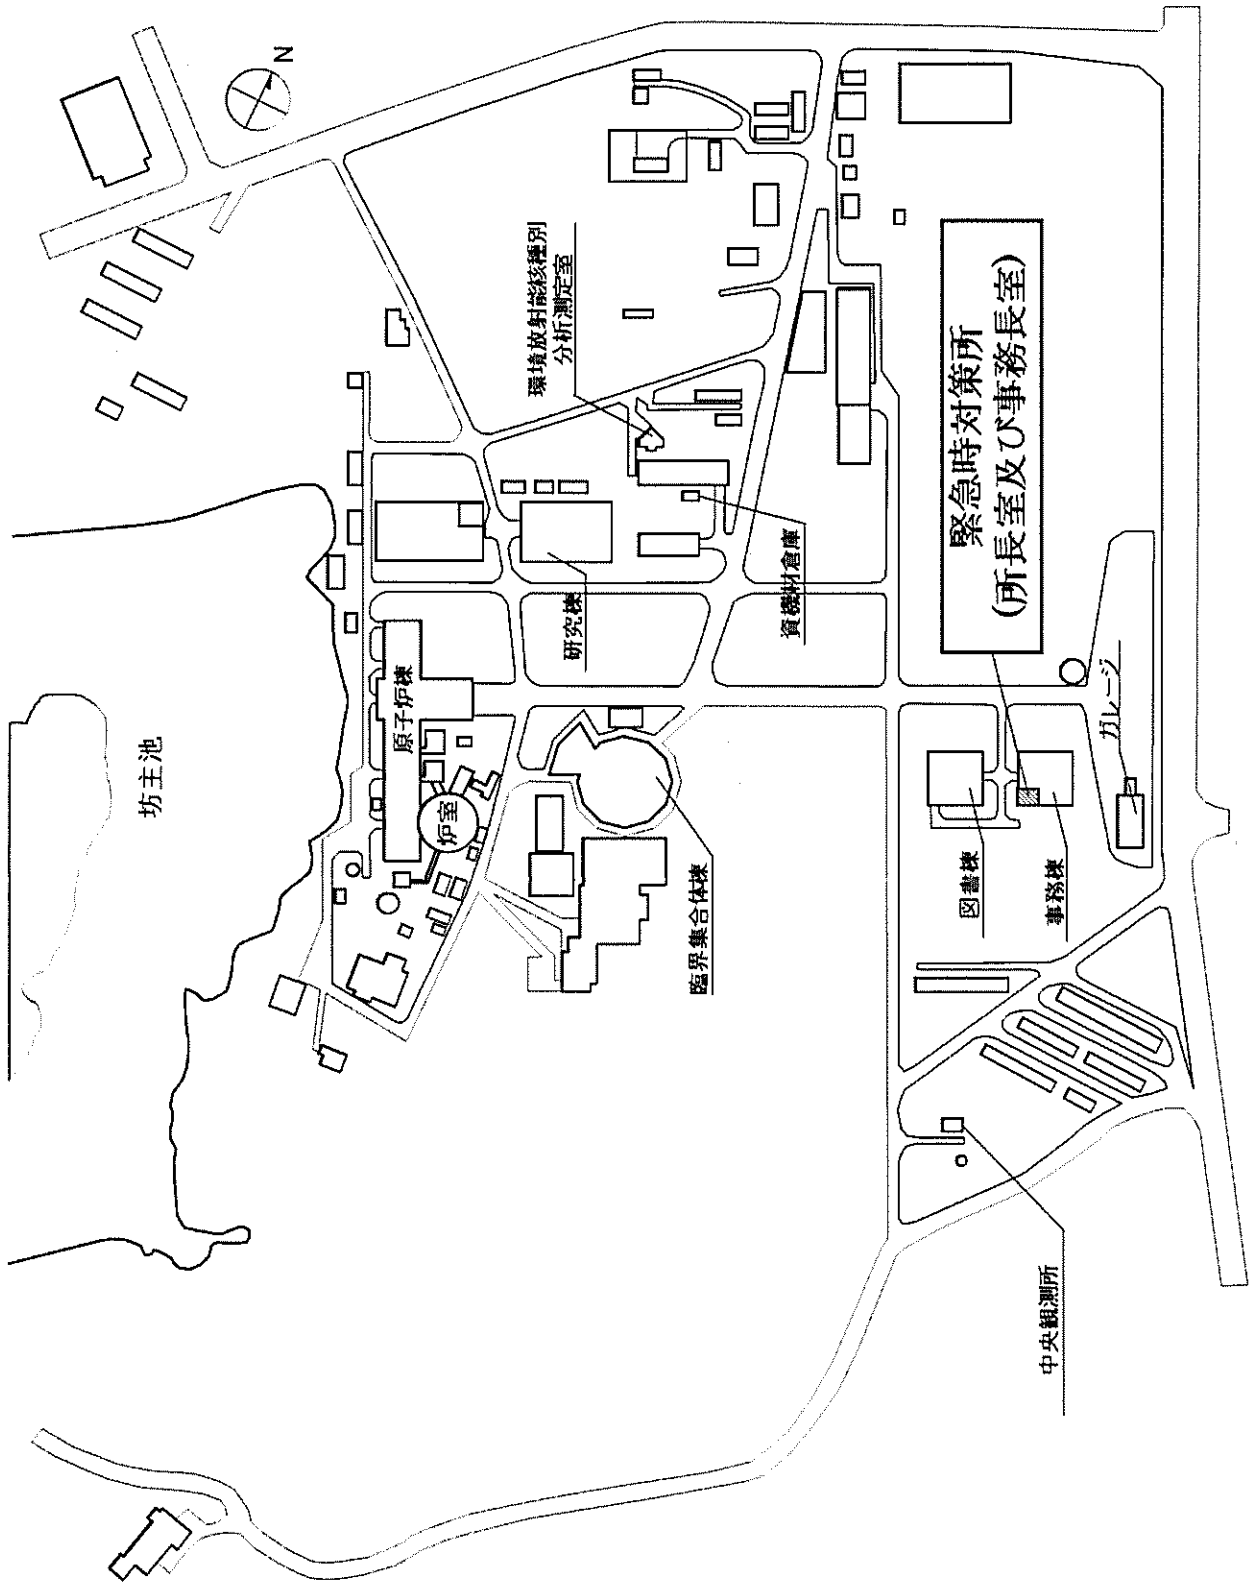 N
坊主池
環境放射能核種別
分析測定室
原子炉棟
炉室
研究棟
資機材倉庫
臨界集合体棟
緊急時対策所
(所長室及び事務長室)
ガレージ
図書棟
事務棟
中央観測所